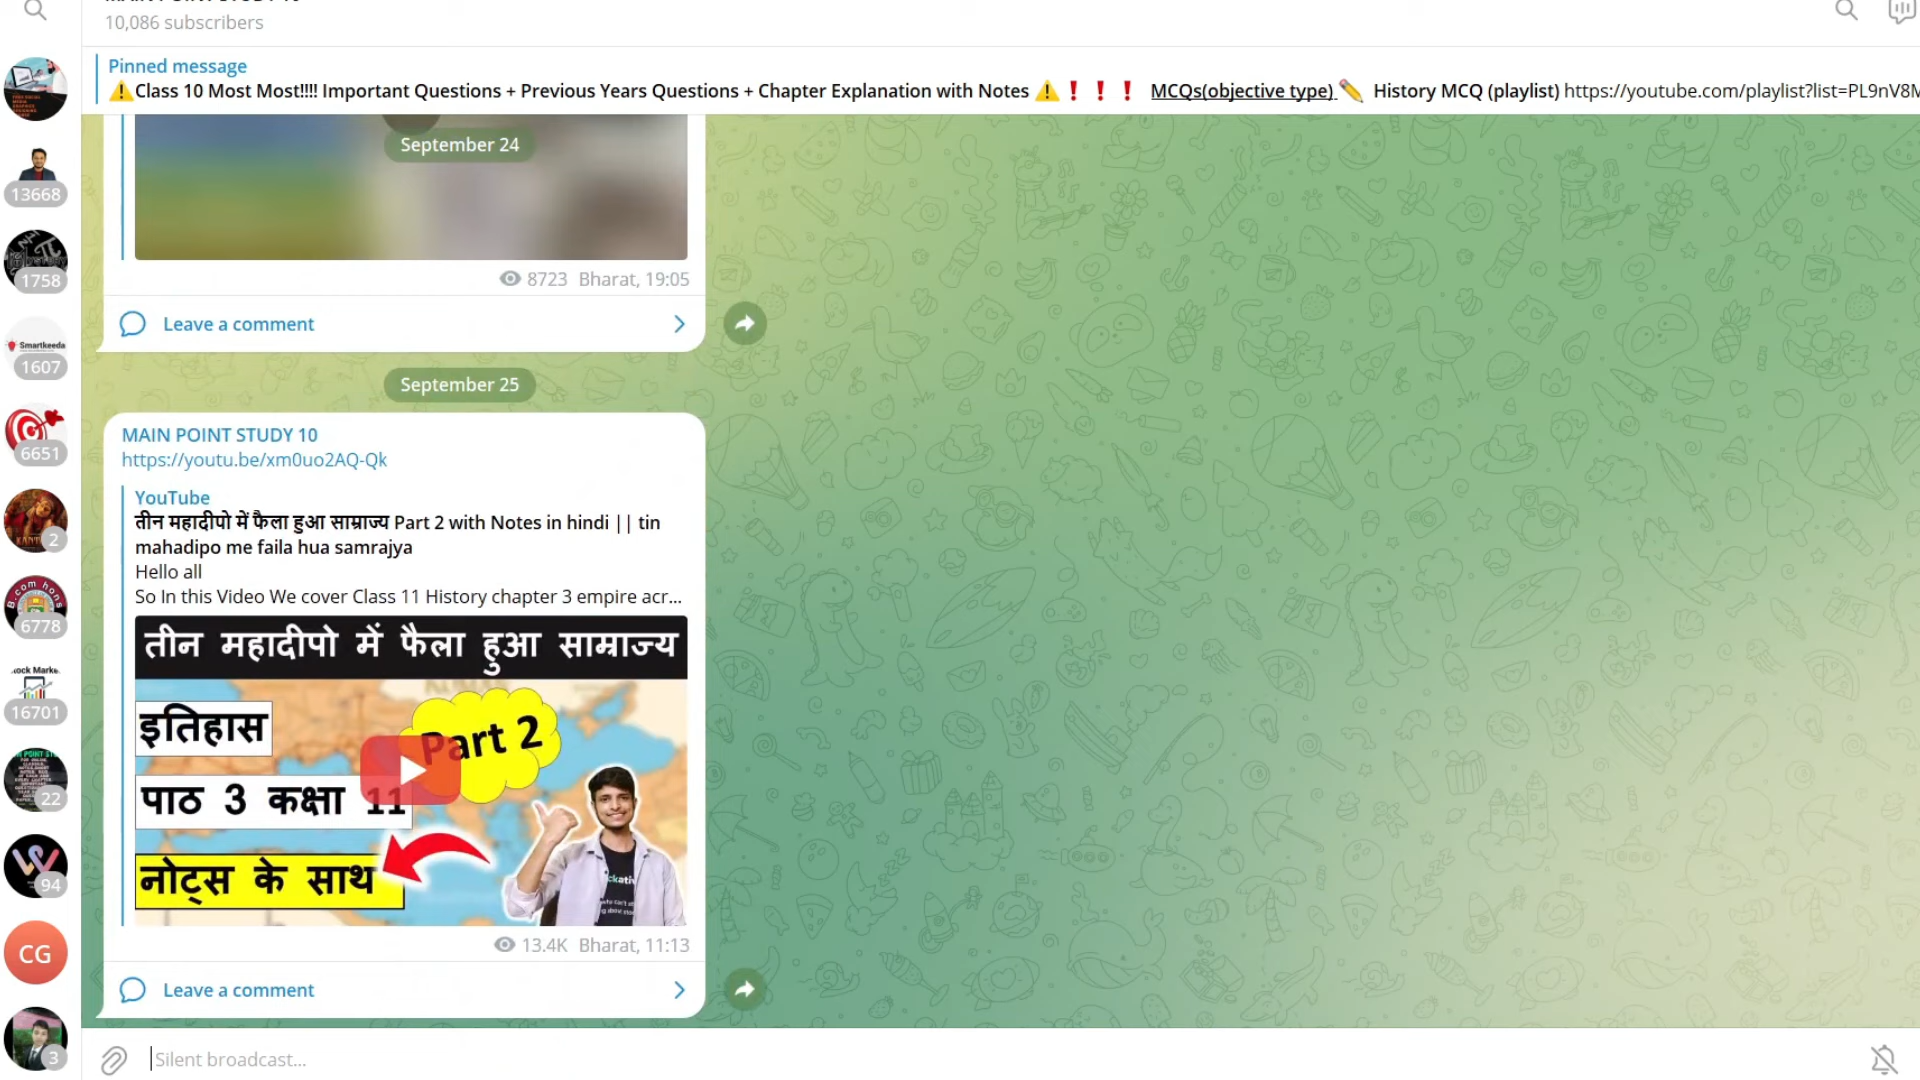 10,086 subscribers
Pinned message
⚠️Class 10 Most Most!!!! Important Questions + Previous Years Questions + Chapter Explanation with Notes ⚠️❗❗❗ MCQs(objective type) ✏️ History MCQ (playlist) https://youtube.com/playlist?list=PL9nV8M
September 24
8723 Bharat, 19:05
Leave a comment
September 25
MAIN POINT STUDY 10
https://youtu.be/xm0uo2AQ-Qk
YouTube
तीन महादीपो में फैला हुआ साम्राज्य Part 2 with Notes in hindi || tin
mahadipo me faila hua samrajya
Hello all
So In this Video We cover Class 11 History chapter 3 empire acr...
तीन महादीपो में फैला हुआ साम्राज्य
इतिहास
Part 2
पाठ 3 कक्षा 11
नोट्स के साथ
13.4K Bharat, 11:13
Leave a comment
Silent broadcast...
13668
1758
Smartkeeda
1607
6651
2
B.com hons
6778
16701
22
94
CG
3